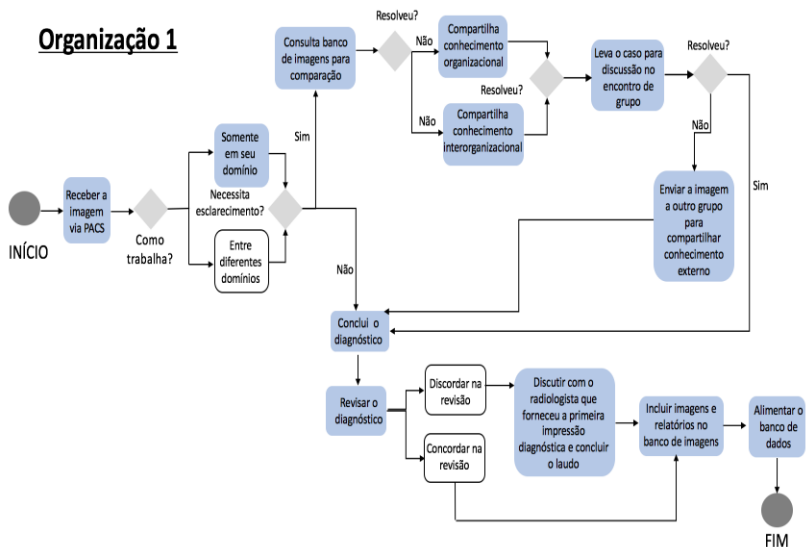 Organização 1
Consulta banco
de imagens para
comparação
Resolveu?
Não
Compartilha
conhecimento
organizacional
Resolveu?
Não
Compartilha
conhecimento
interorganizacional
Leva o caso para
discussão no
encontro de
grupo
Resolveu?
Não
Sim
Enviar a imagem
a outro grupo
para
compartilhar
conhecimento
externo
Sim
Somente
em seu
domínio
Necessita
esclarecimento?
Receber a
imagem
via PACS
INÍCIO
Como
trabalha?
Entre
diferentes
domínios
Não
Conclui o
diagnóstico
Revisar o
diagnóstico
Discordar na
revisão
Concordar na
revisão
Discutir com o
radiologista que
forneceu a primeira
impressão
diagnóstica e concluir
o laudo
Incluir imagens e
relatórios no
banco de imagens
Alimentar o
banco de
dados
FIM